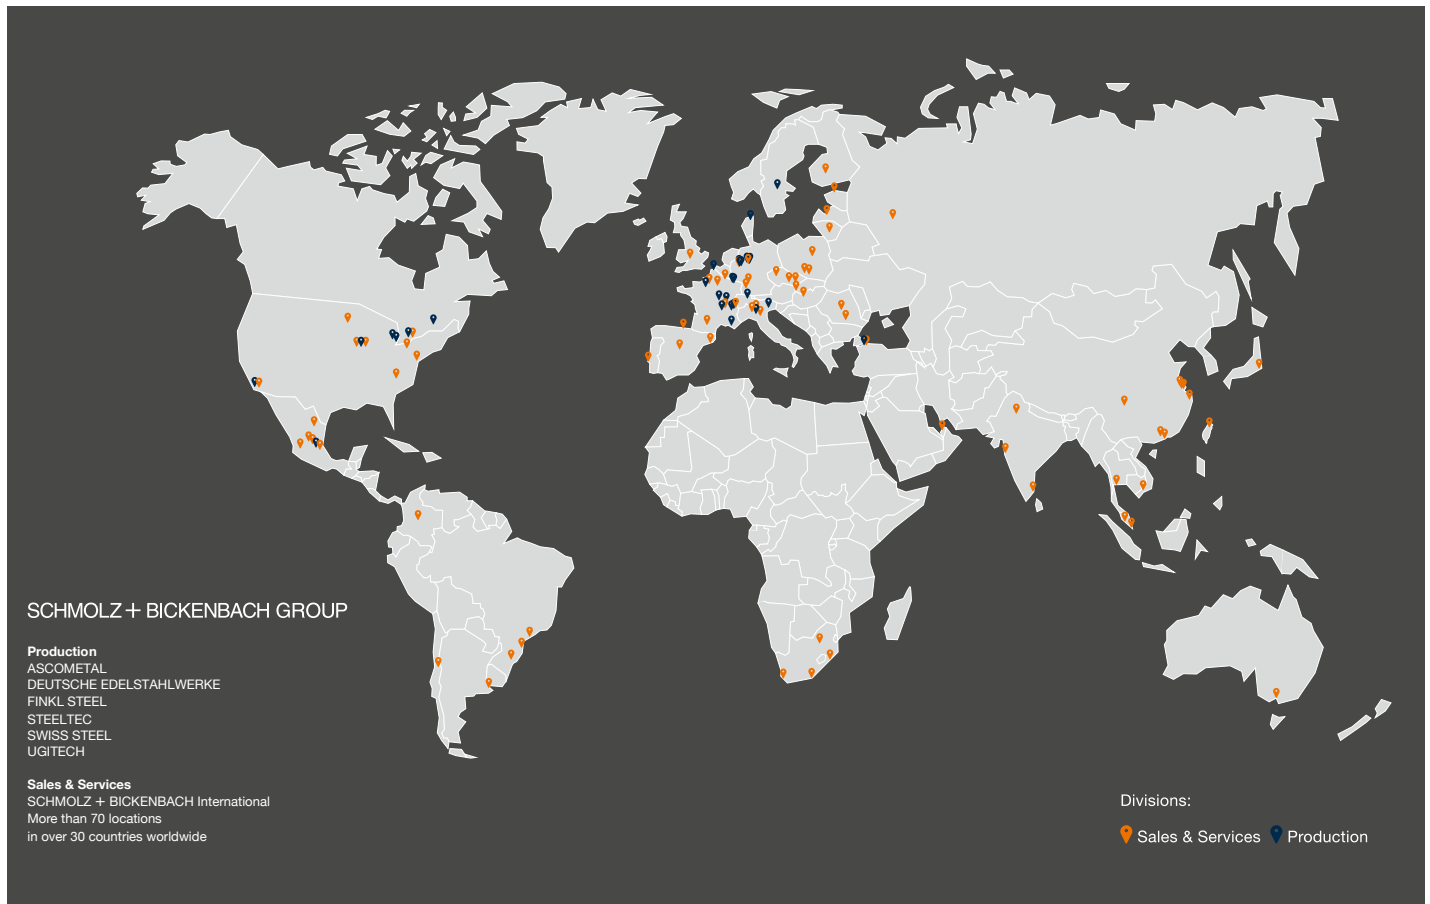 SCHMOLZ + BICKENBACH GROUP
Production
ASCOMETAL
DEUTSCHE EDELSTAHLWERKE
FINKL STEEL
STEELTEC
SWISS STEEL
UGITECH
Sales & Services
SCHMOLZ + BICKENBACH International
More than 70 locations
in over 30 countries worldwide
Divisions:
Sales & Services Production